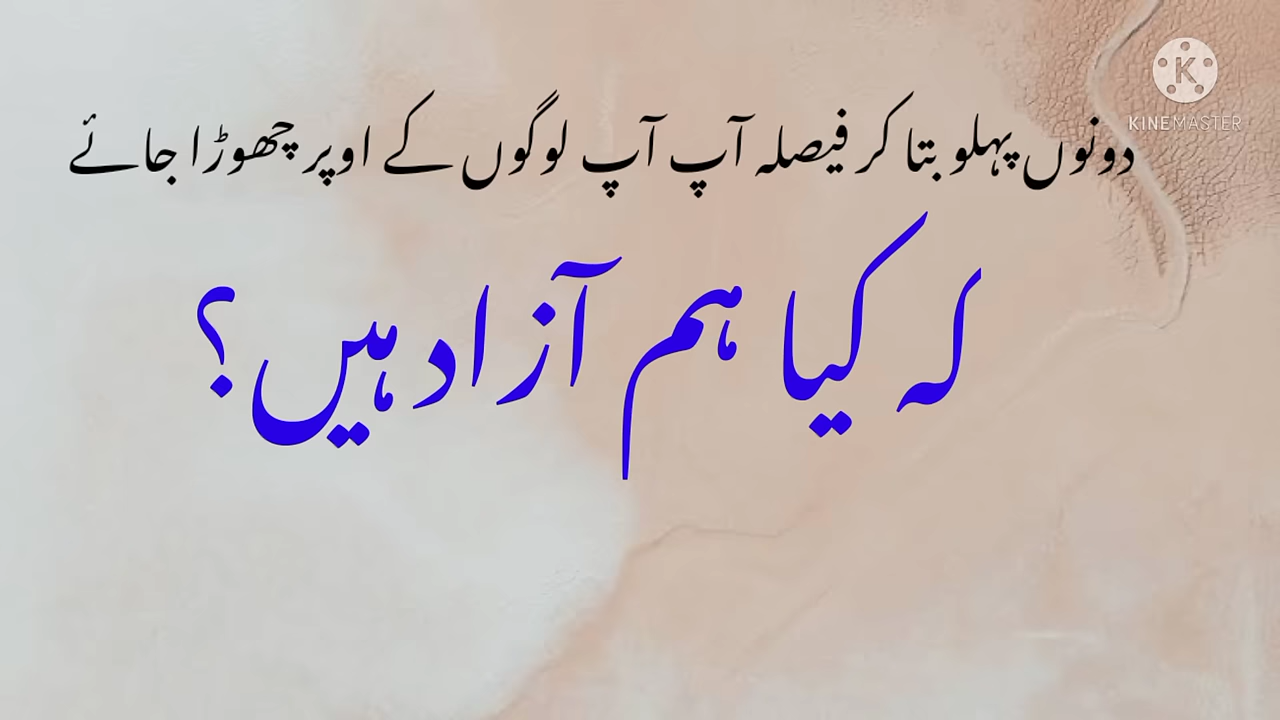 KINEMASTER
دونوں پہلو بتا کر فیصلہ آپ آپ لوگوں کے اوپر چھوڑا جائے
کہ کیا ہم آزاد ہیں؟